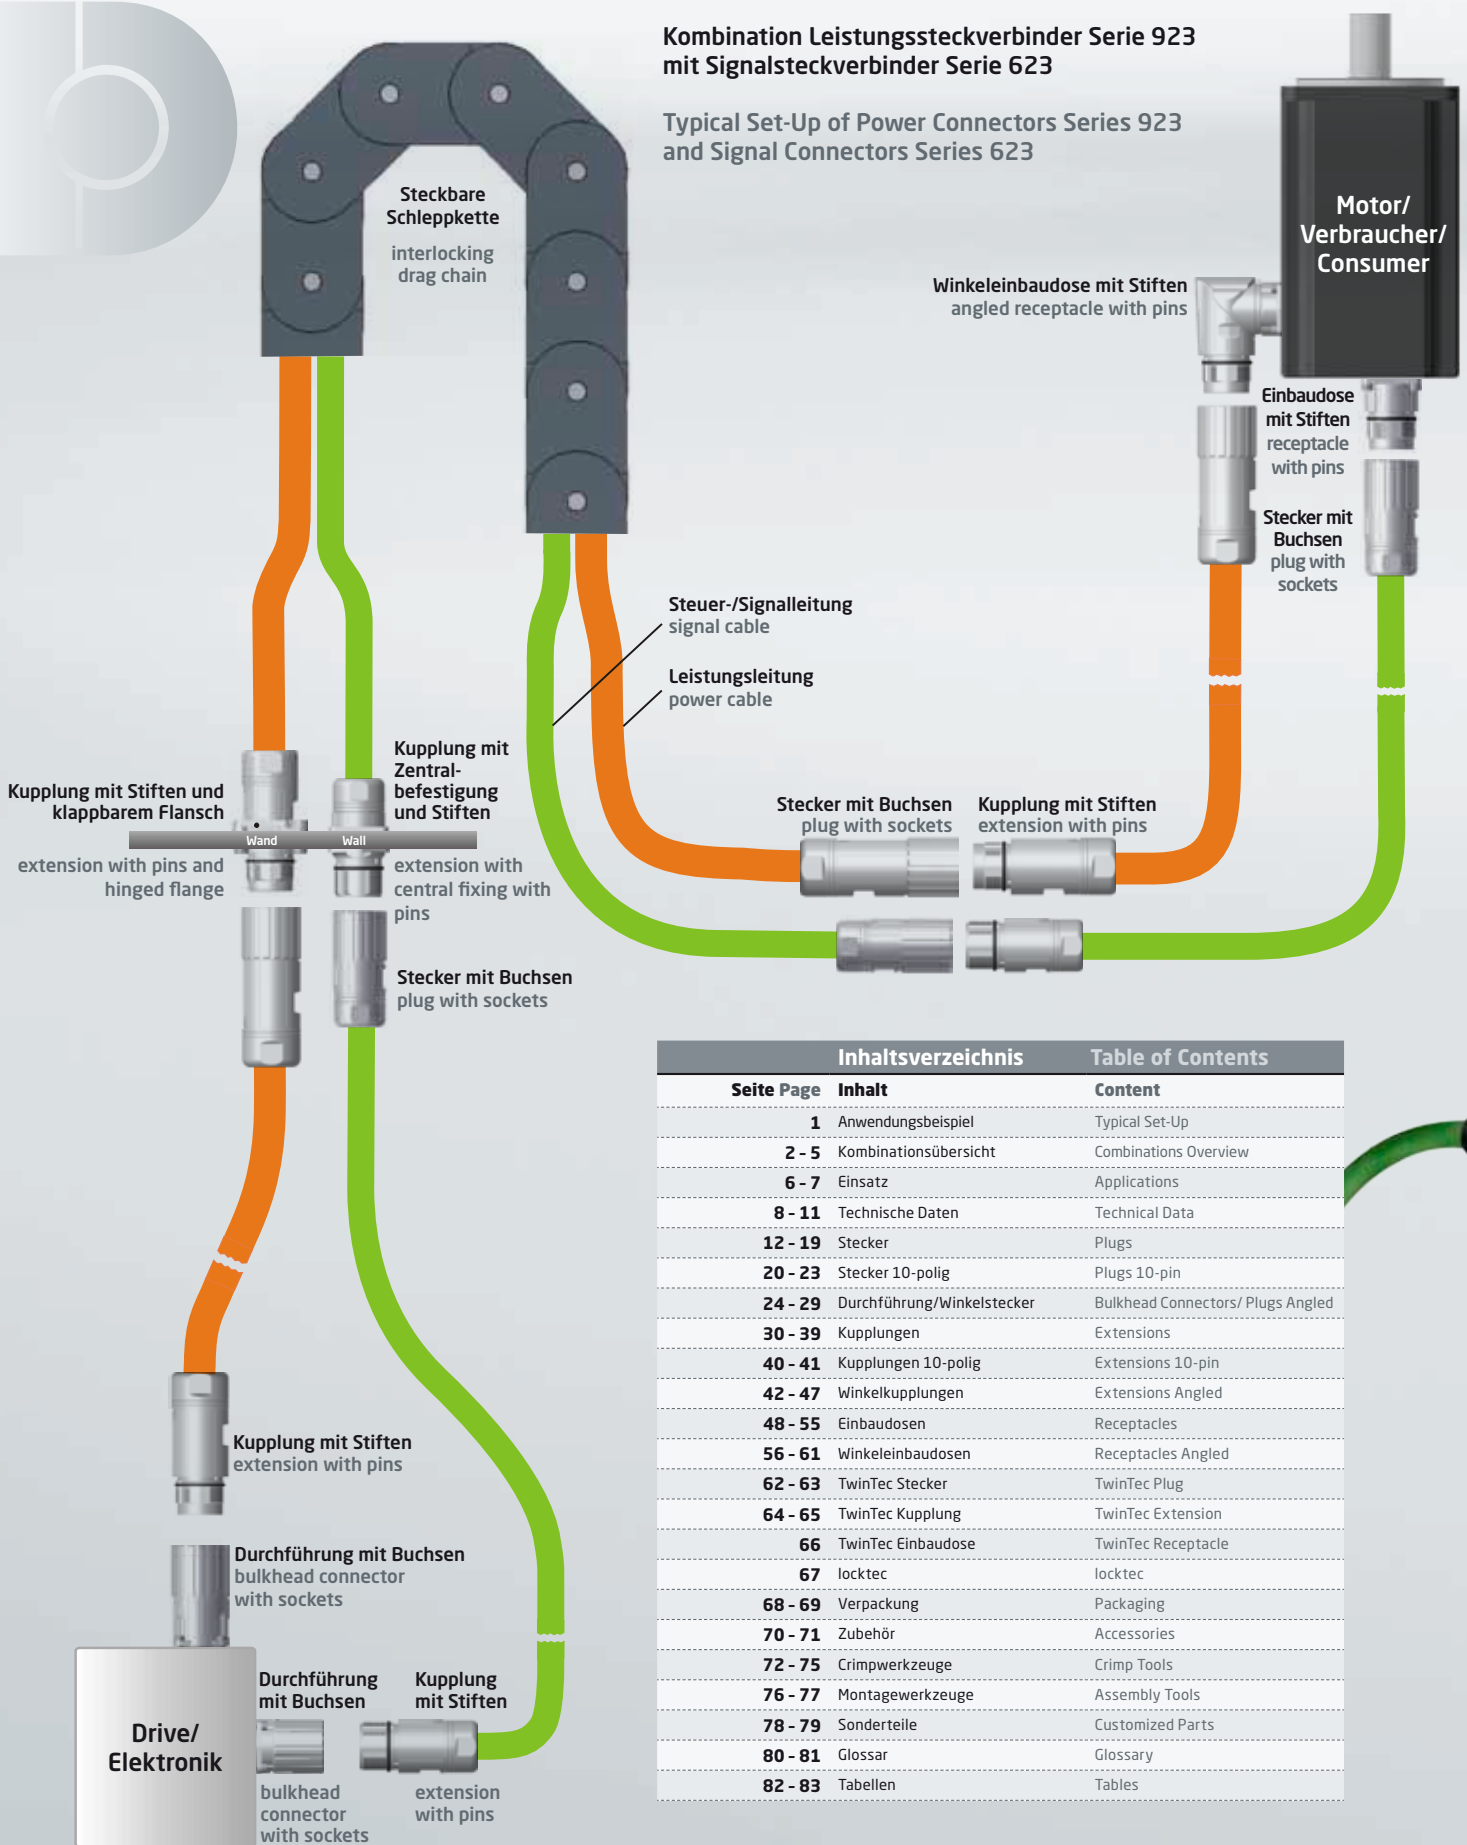 Kombination Leistungssteckverbinder Serie 923
mit Signalsteckverbinder Serie 623
Typical Set-Up of Power Connectors Series 923
and Signal Connectors Series 623
Steckbare
Schleppkette
interlocking
drag chain
Motor/
Verbraucher/
Consumer
Winkeleinbaudose mit Stiften
angled receptacle with pins
Einbaudose
mit Stiften
receptacle
with pins
Stecker mit
Buchsen
plug with
sockets
Steuer-/Signalleitung
signal cable
Leistungsleitung
power cable
Kupplung mit Stiften und
klappbarem Flansch
Kupplung mit
Zentral-
befestigung
und Stiften
Wand
Wall
extension with pins and
hinged flange
extension with
central fixing with
pins
Stecker mit Buchsen
plug with sockets
Kupplung mit Stiften
extension with pins
Stecker mit Buchsen
plug with sockets
Kupplung mit Stiften
extension with pins
Durchführung mit Buchsen
bulkhead connector
with sockets
Durchführung
mit Buchsen
Kupplung
mit Stiften
Drive/
Elektronik
bulkhead
connector
with sockets
extension
with pins
Inhaltsverzeichnis Table of Contents
Seite Page Inhalt Content
1 Anwendungsbeispiel Typical Set-Up
2 – 5 Kombinationsübersicht Combinations Overview
6 – 7 Einsatz Applications
8 – 11 Technische Daten Technical Data
12 – 19 Stecker Plugs
20 – 23 Stecker 10-polig Plugs 10-pin
24 – 29 Durchführung/Winkelstecker Bulkhead Connectors/ Plugs Angled
30 – 39 Kupplungen Extensions
40 – 41 Kupplungen 10-polig Extensions 10-pin
42 – 47 Winkelkupplungen Extensions Angled
48 – 55 Einbaudosen Receptacles
56 – 61 Winkeleinbaudosen Receptacles Angled
62 – 63 TwinTec Stecker TwinTec Plug
64 – 65 TwinTec Kupplung TwinTec Extension
66 TwinTec Einbaudose TwinTec Receptacle
67 locktec locktec
68 – 69 Verpackung Packaging
70 – 71 Zubehör Accessories
72 – 75 Crimpwerkzeuge Crimp Tools
76 – 77 Montagewerkzeuge Assembly Tools
78 – 79 Sonderteile Customized Parts
80 – 81 Glossar Glossary
82 – 83 Tabellen Tables